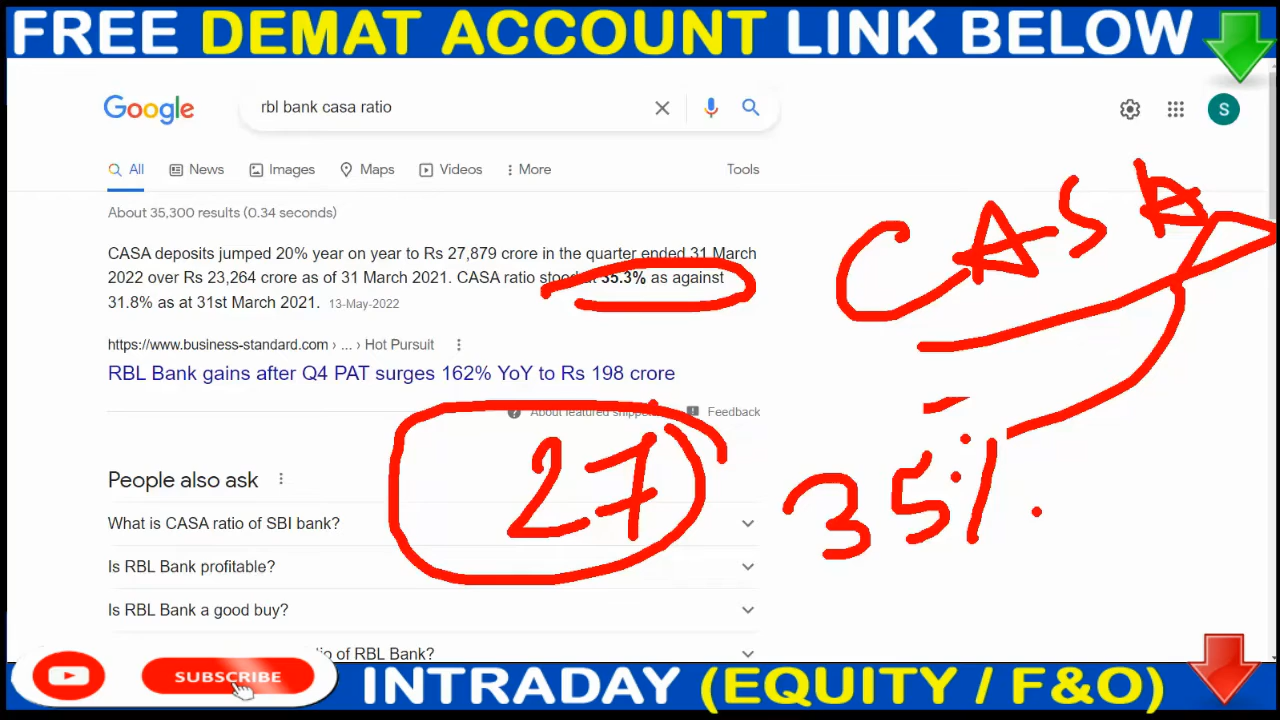 FREE DEMAT ACCOUNT LINK BELOW
Google
rbl bank casa ratio
S
All News Images Maps Videos More Tools
About 35,300 results (0.34 seconds)
CASA deposits jumped 20% year on year to Rs 27,879 crore in the quarter ended 31 March
2022 over Rs 23,264 crore as of 31 March 2021. CASA ratio stood at 35.3% as against
31.8% as at 31st March 2021. 13-May-2022
CASA
https://www.business-standard.com › ... › Hot Pursuit
RBL Bank gains after Q4 PAT surges 162% YoY to Rs 198 crore
About featured snippets Feedback
27 35%.
People also ask
What is CASA ratio of SBI bank?
Is RBL Bank profitable?
Is RBL Bank a good buy?
ratio of RBL Bank?
SUBSCRIBE
INTRADAY (EQUITY / F&O)